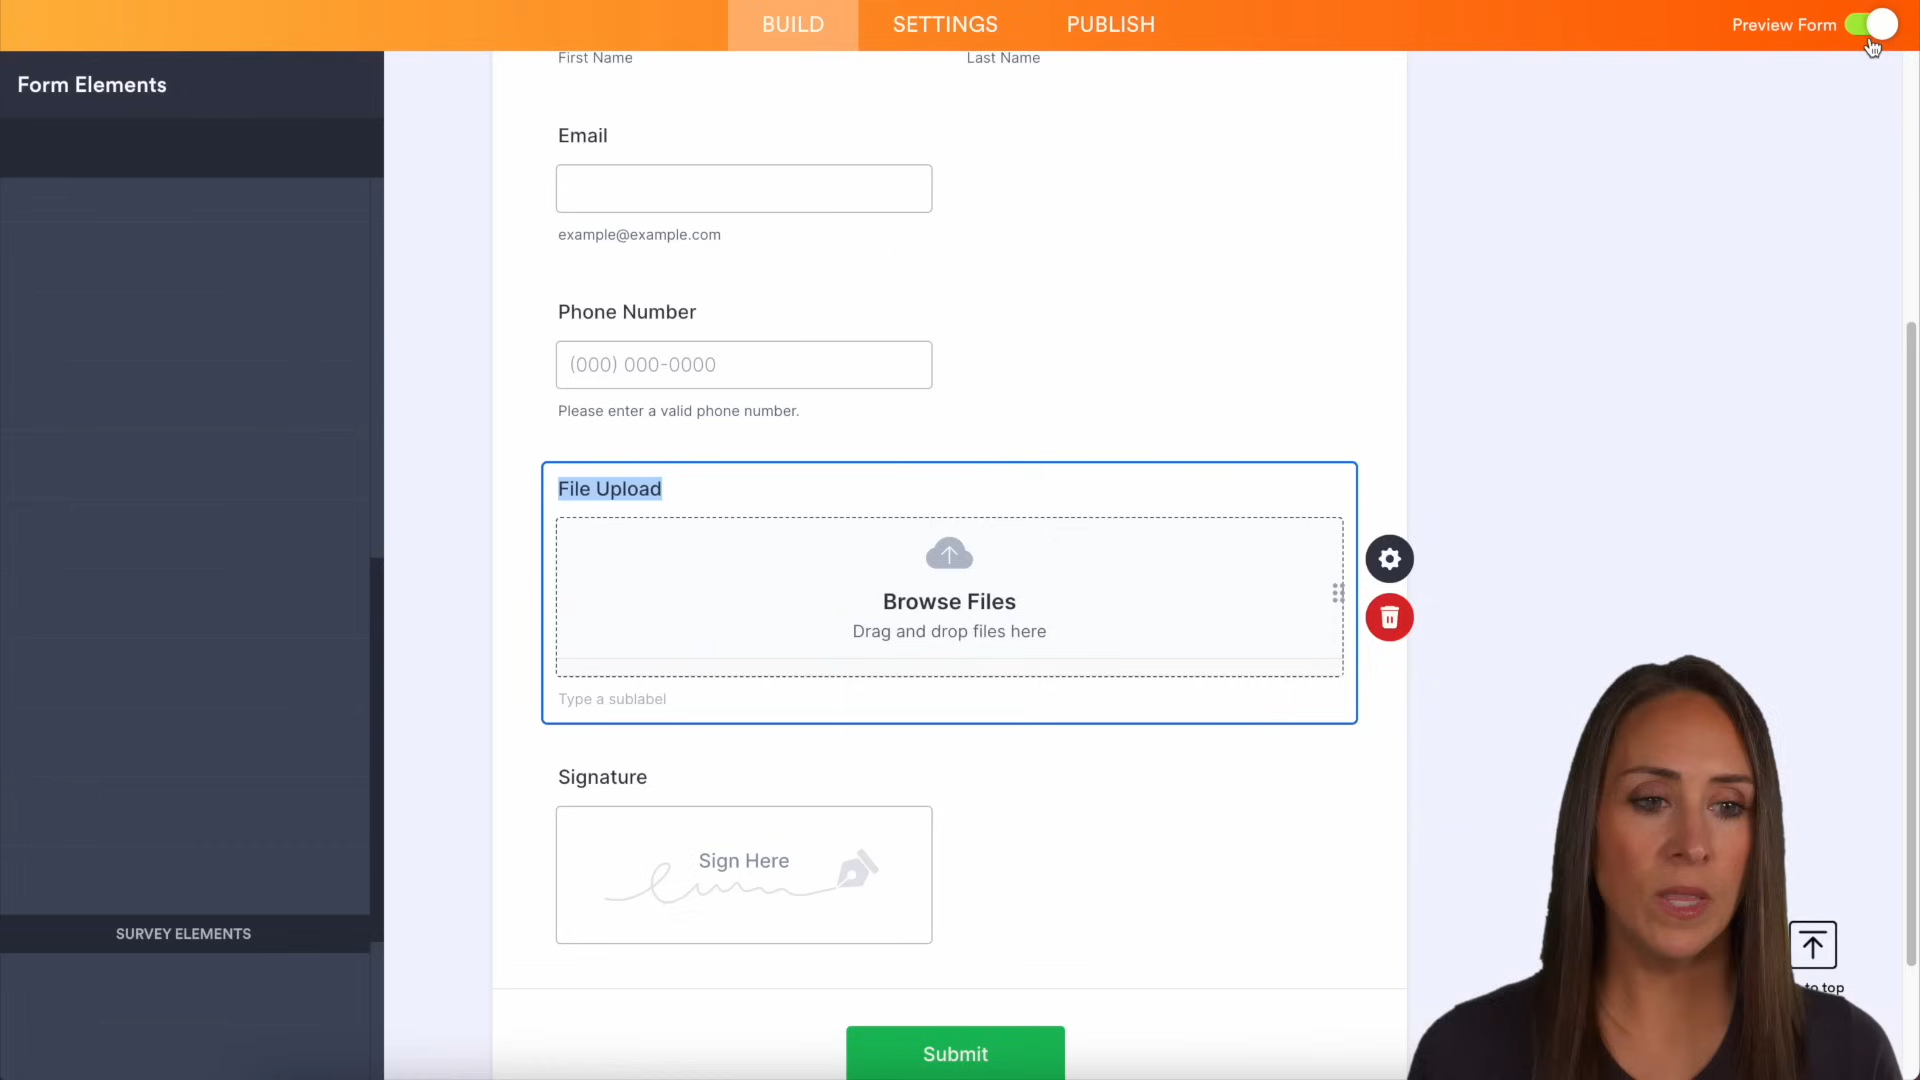 BUILD
SETTINGS
PUBLISH
Preview Form
Form Elements
First Name
Last Name
Email
example@example.com
Phone Number
(000) 000-0000
Please enter a valid phone number.
File Upload
Browse Files
Drag and drop files here
Type a sublabel
Signature
Sign Here
SURVEY ELEMENTS
to top
Submit